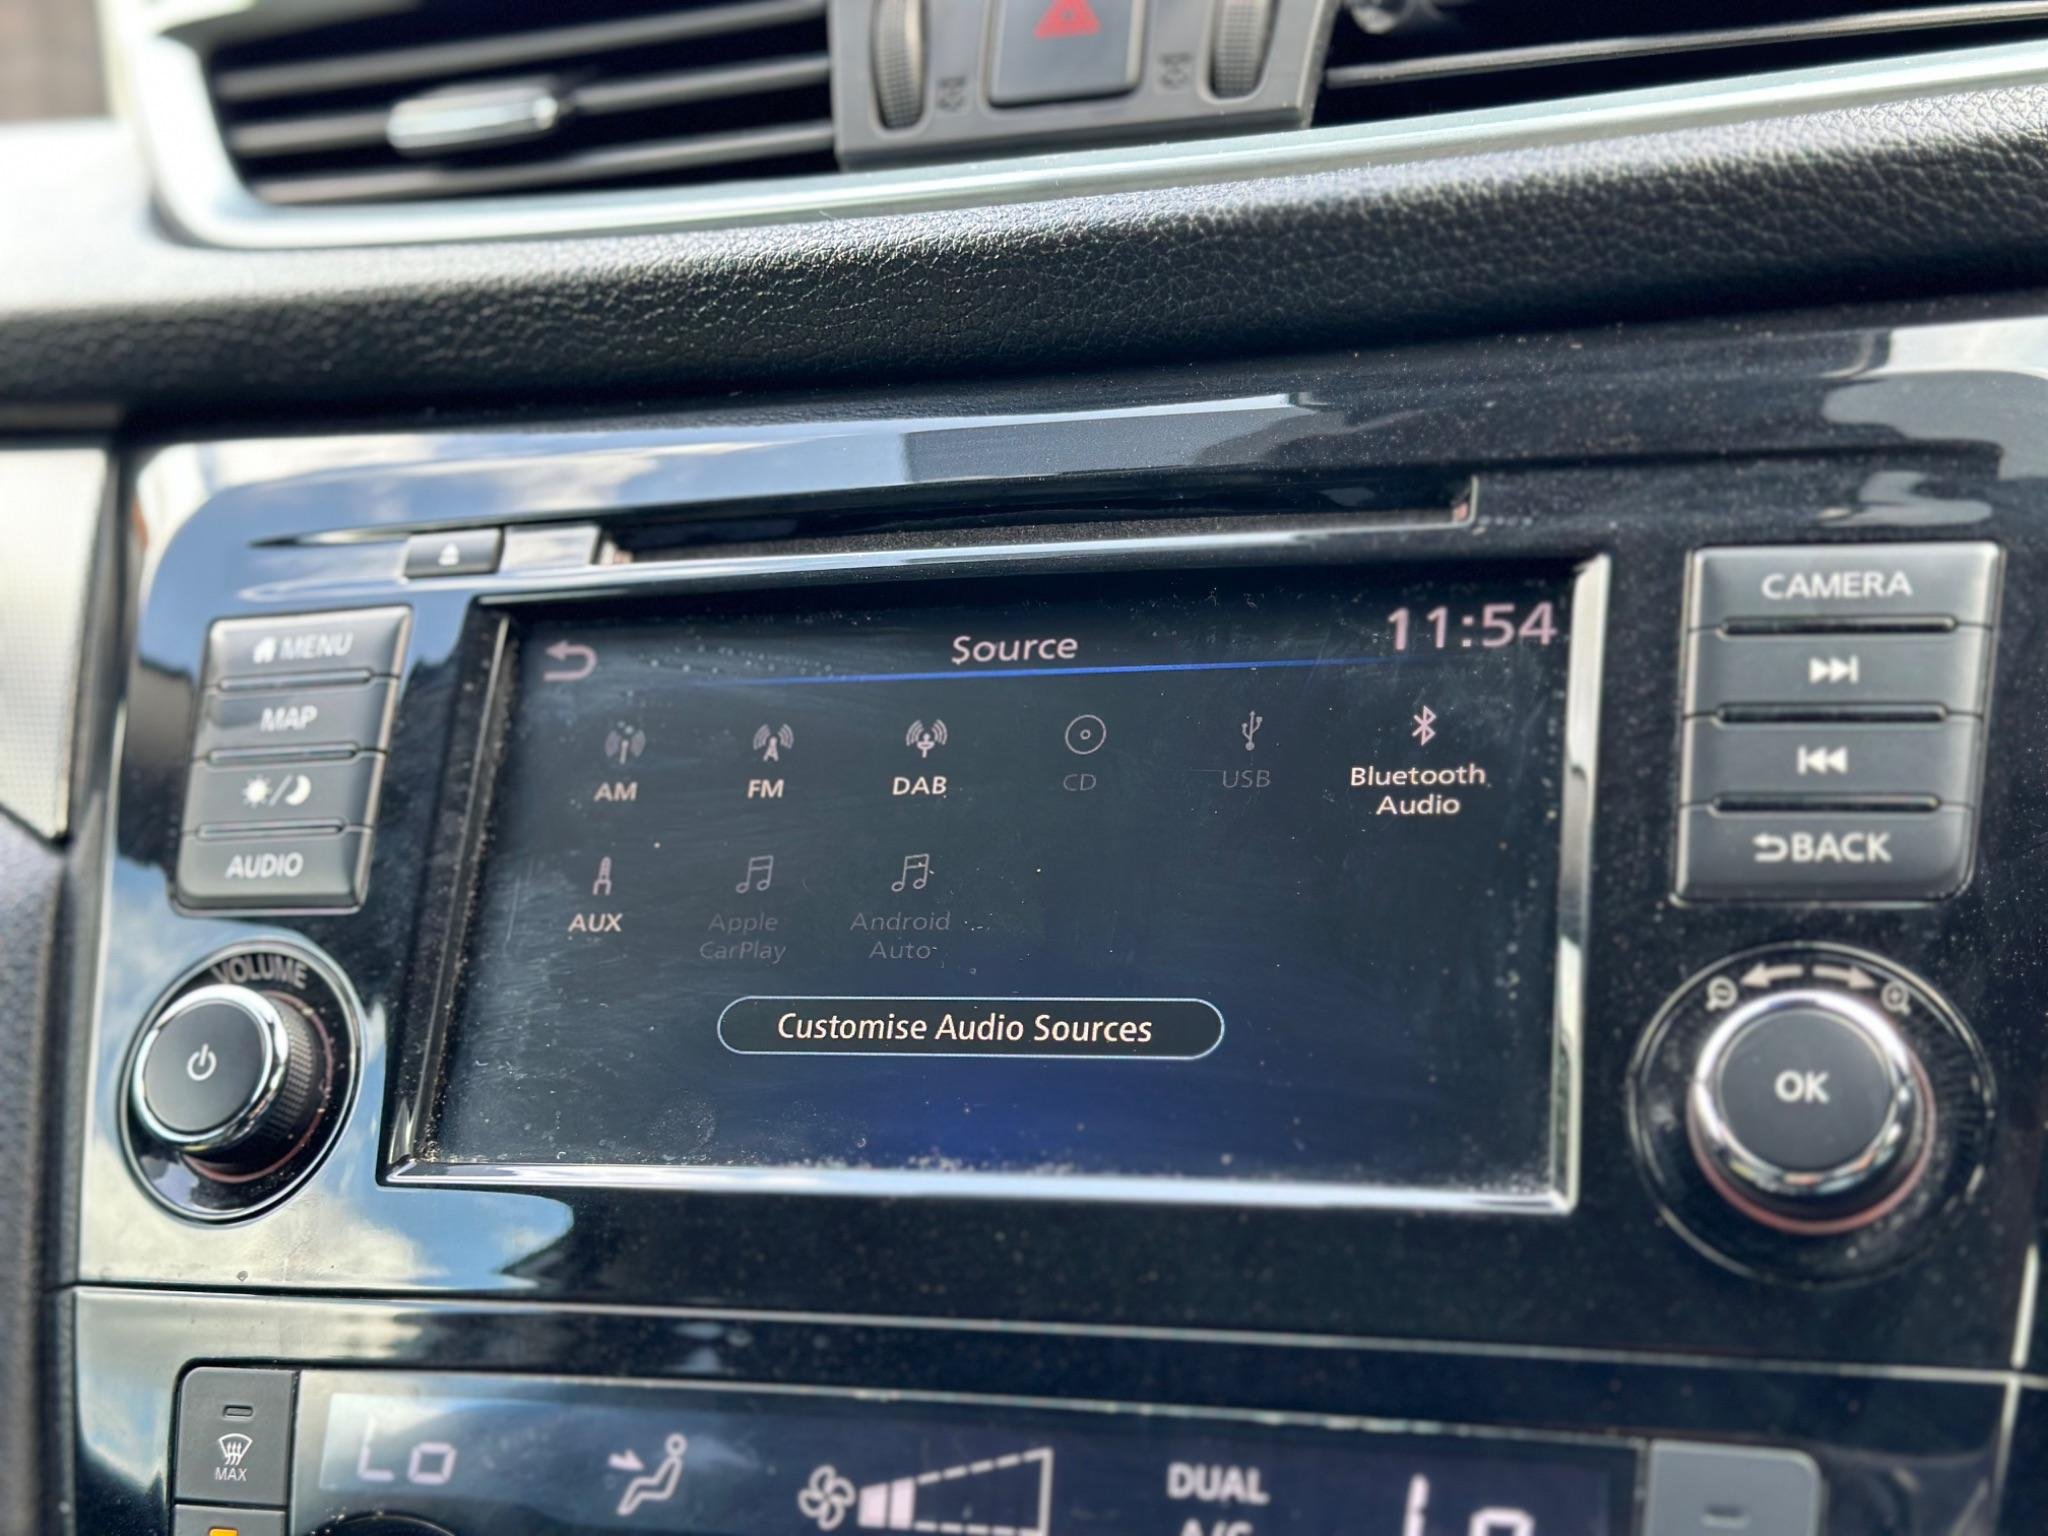 MENU
MAP
AUDIO
VOLUME
Source
11:54
AM
FM
DAB
CD
USB
Bluetooth
Audio
AUX
Apple
CarPlay
Android
Auto
Customise Audio Sources
CAMERA
BACK
OK
MAX
Lo
DUAL
A/C
Lo